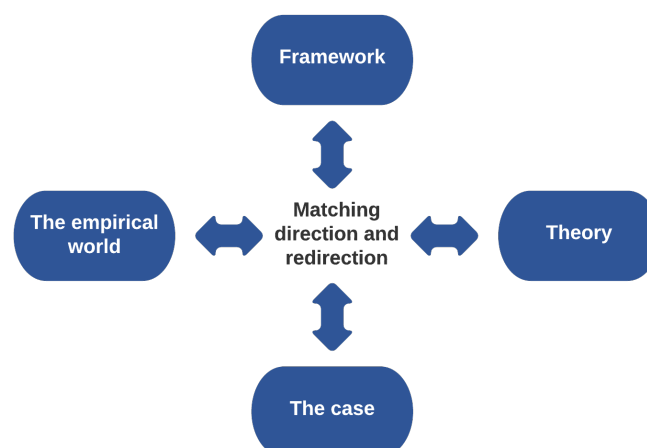 Framework
The empirical
world
Matching
direction and
redirection
Theory
The case